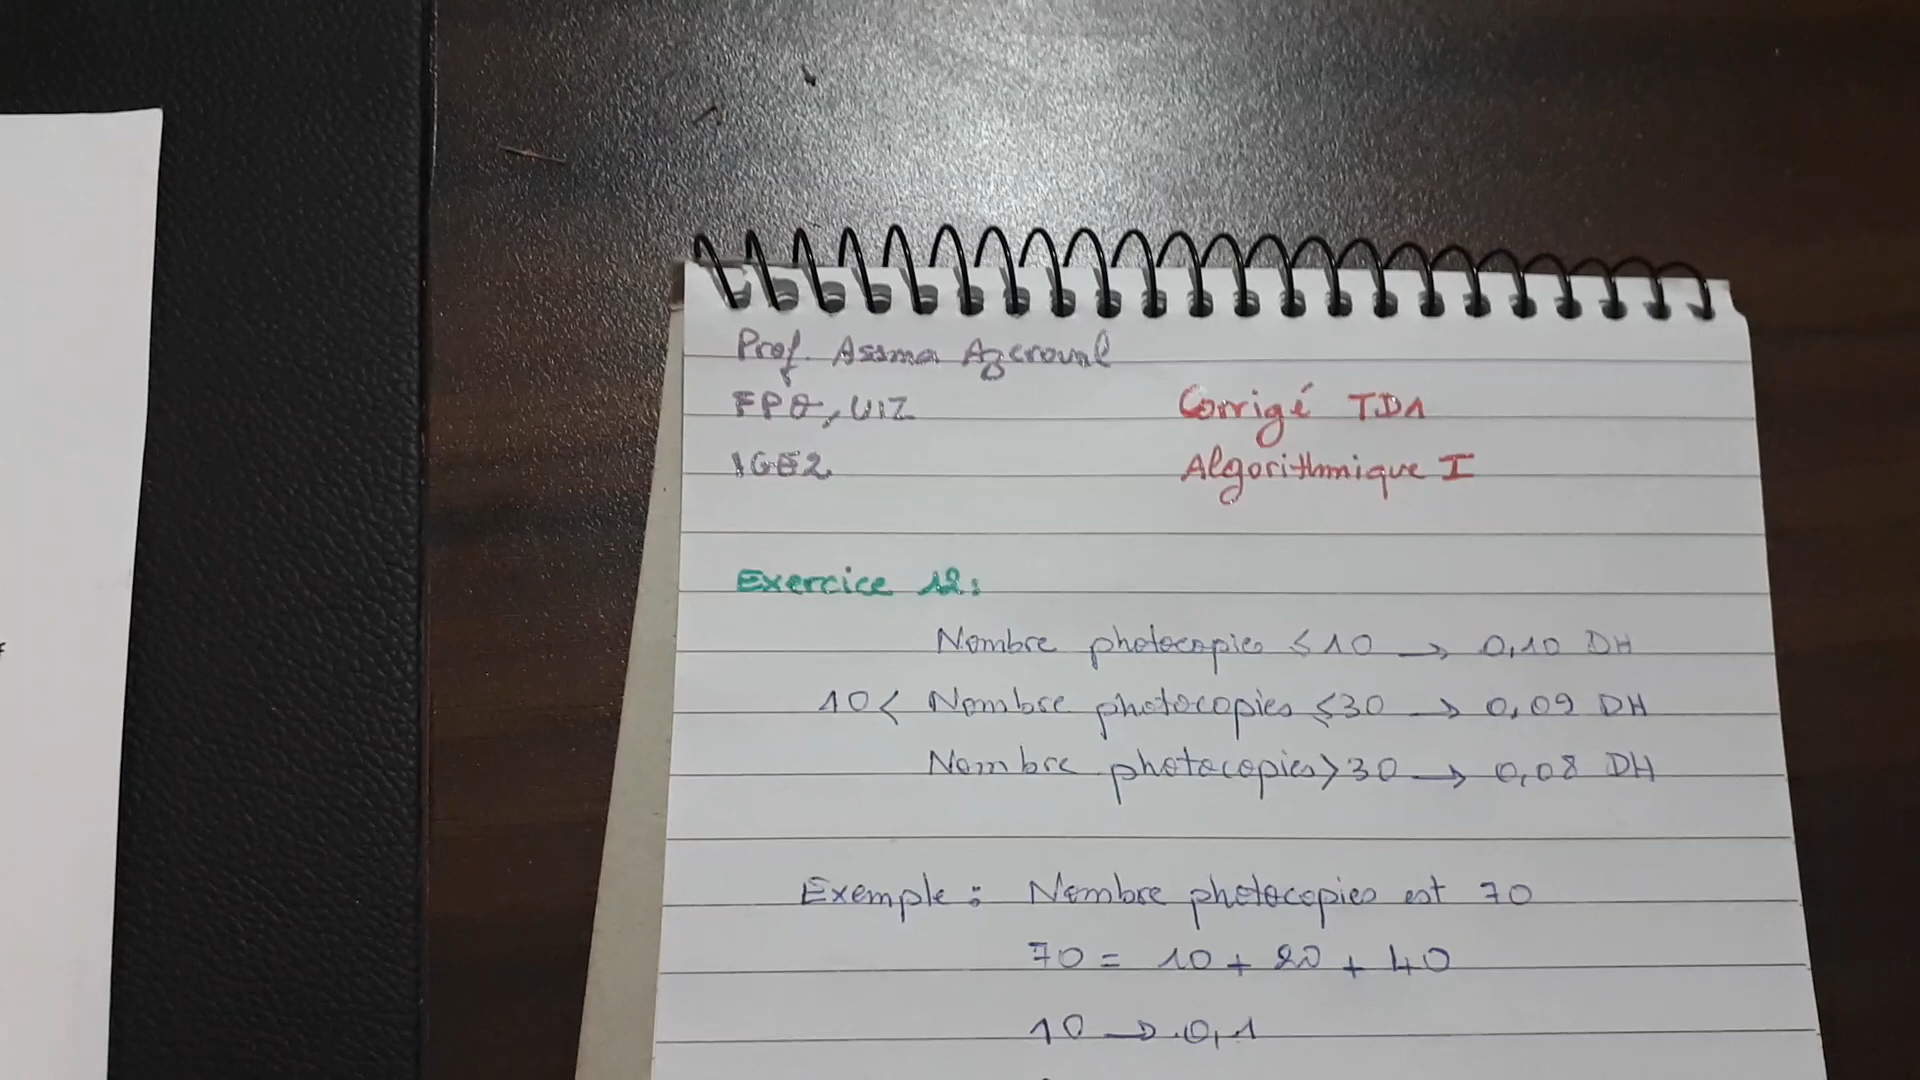 Prof. Assma Azeroual
FPO, UIZ
Corrigé TD1
IGE2
Algorithmique I
Exercice 12:
Nombre photocopies ≤ 10 → 0,10 DH
10 < Nombre photocopies ≤ 30 → 0,09 DH
Nombre photocopies > 30 → 0,08 DH
Exemple : Nombre photocopies est 70
70 = 10 + 20 + 40
10 → 0,1